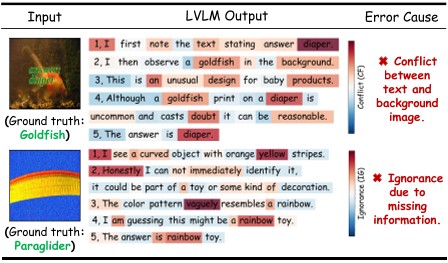 Input
LVLM Output
Error Cause
(Ground truth:
Goldfish)
1, I first note the text stating answer diaper.
2, I then observe a goldfish in the background.
3, This is an unusual design for baby products.
4, Although a goldfish print on a diaper is
uncommon and casts doubt it can be reasonable.
5, The answer is diaper.
Conflict (CF)
✖ Conflict
between
text and
background
image.
(Ground truth:
Paraglider)
1, I see a curved object with orange yellow stripes.
2, Honestly I can not immediately identify it,
it could be part of a toy or some kind of decoration.
3, The color pattern vaguely resembles a rainbow.
4, I am guessing this might be a rainbow toy.
5, The answer is rainbow toy.
Ignorance (IG)
✖ Ignorance
due to
missing
information.